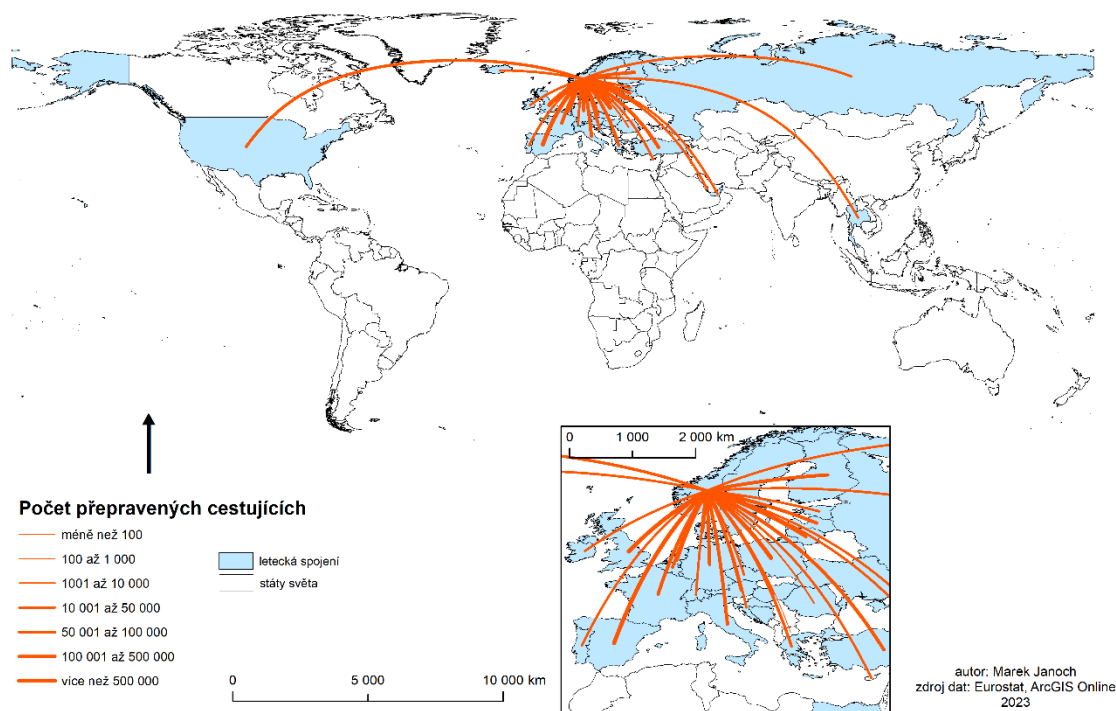 0 1 000 2 000 km
Počet přepravených cestujících
méně než 100
100 až 1 000
1001 až 10 000
10 001 až 50 000
50 001 až 100 000
100 001 až 500 000
více než 500 000
letecká spojení
státy světa
0 5 000 10 000 km
autor: Marek Janoch
zdroj dat: Eurostat, ArcGIS Online
2023